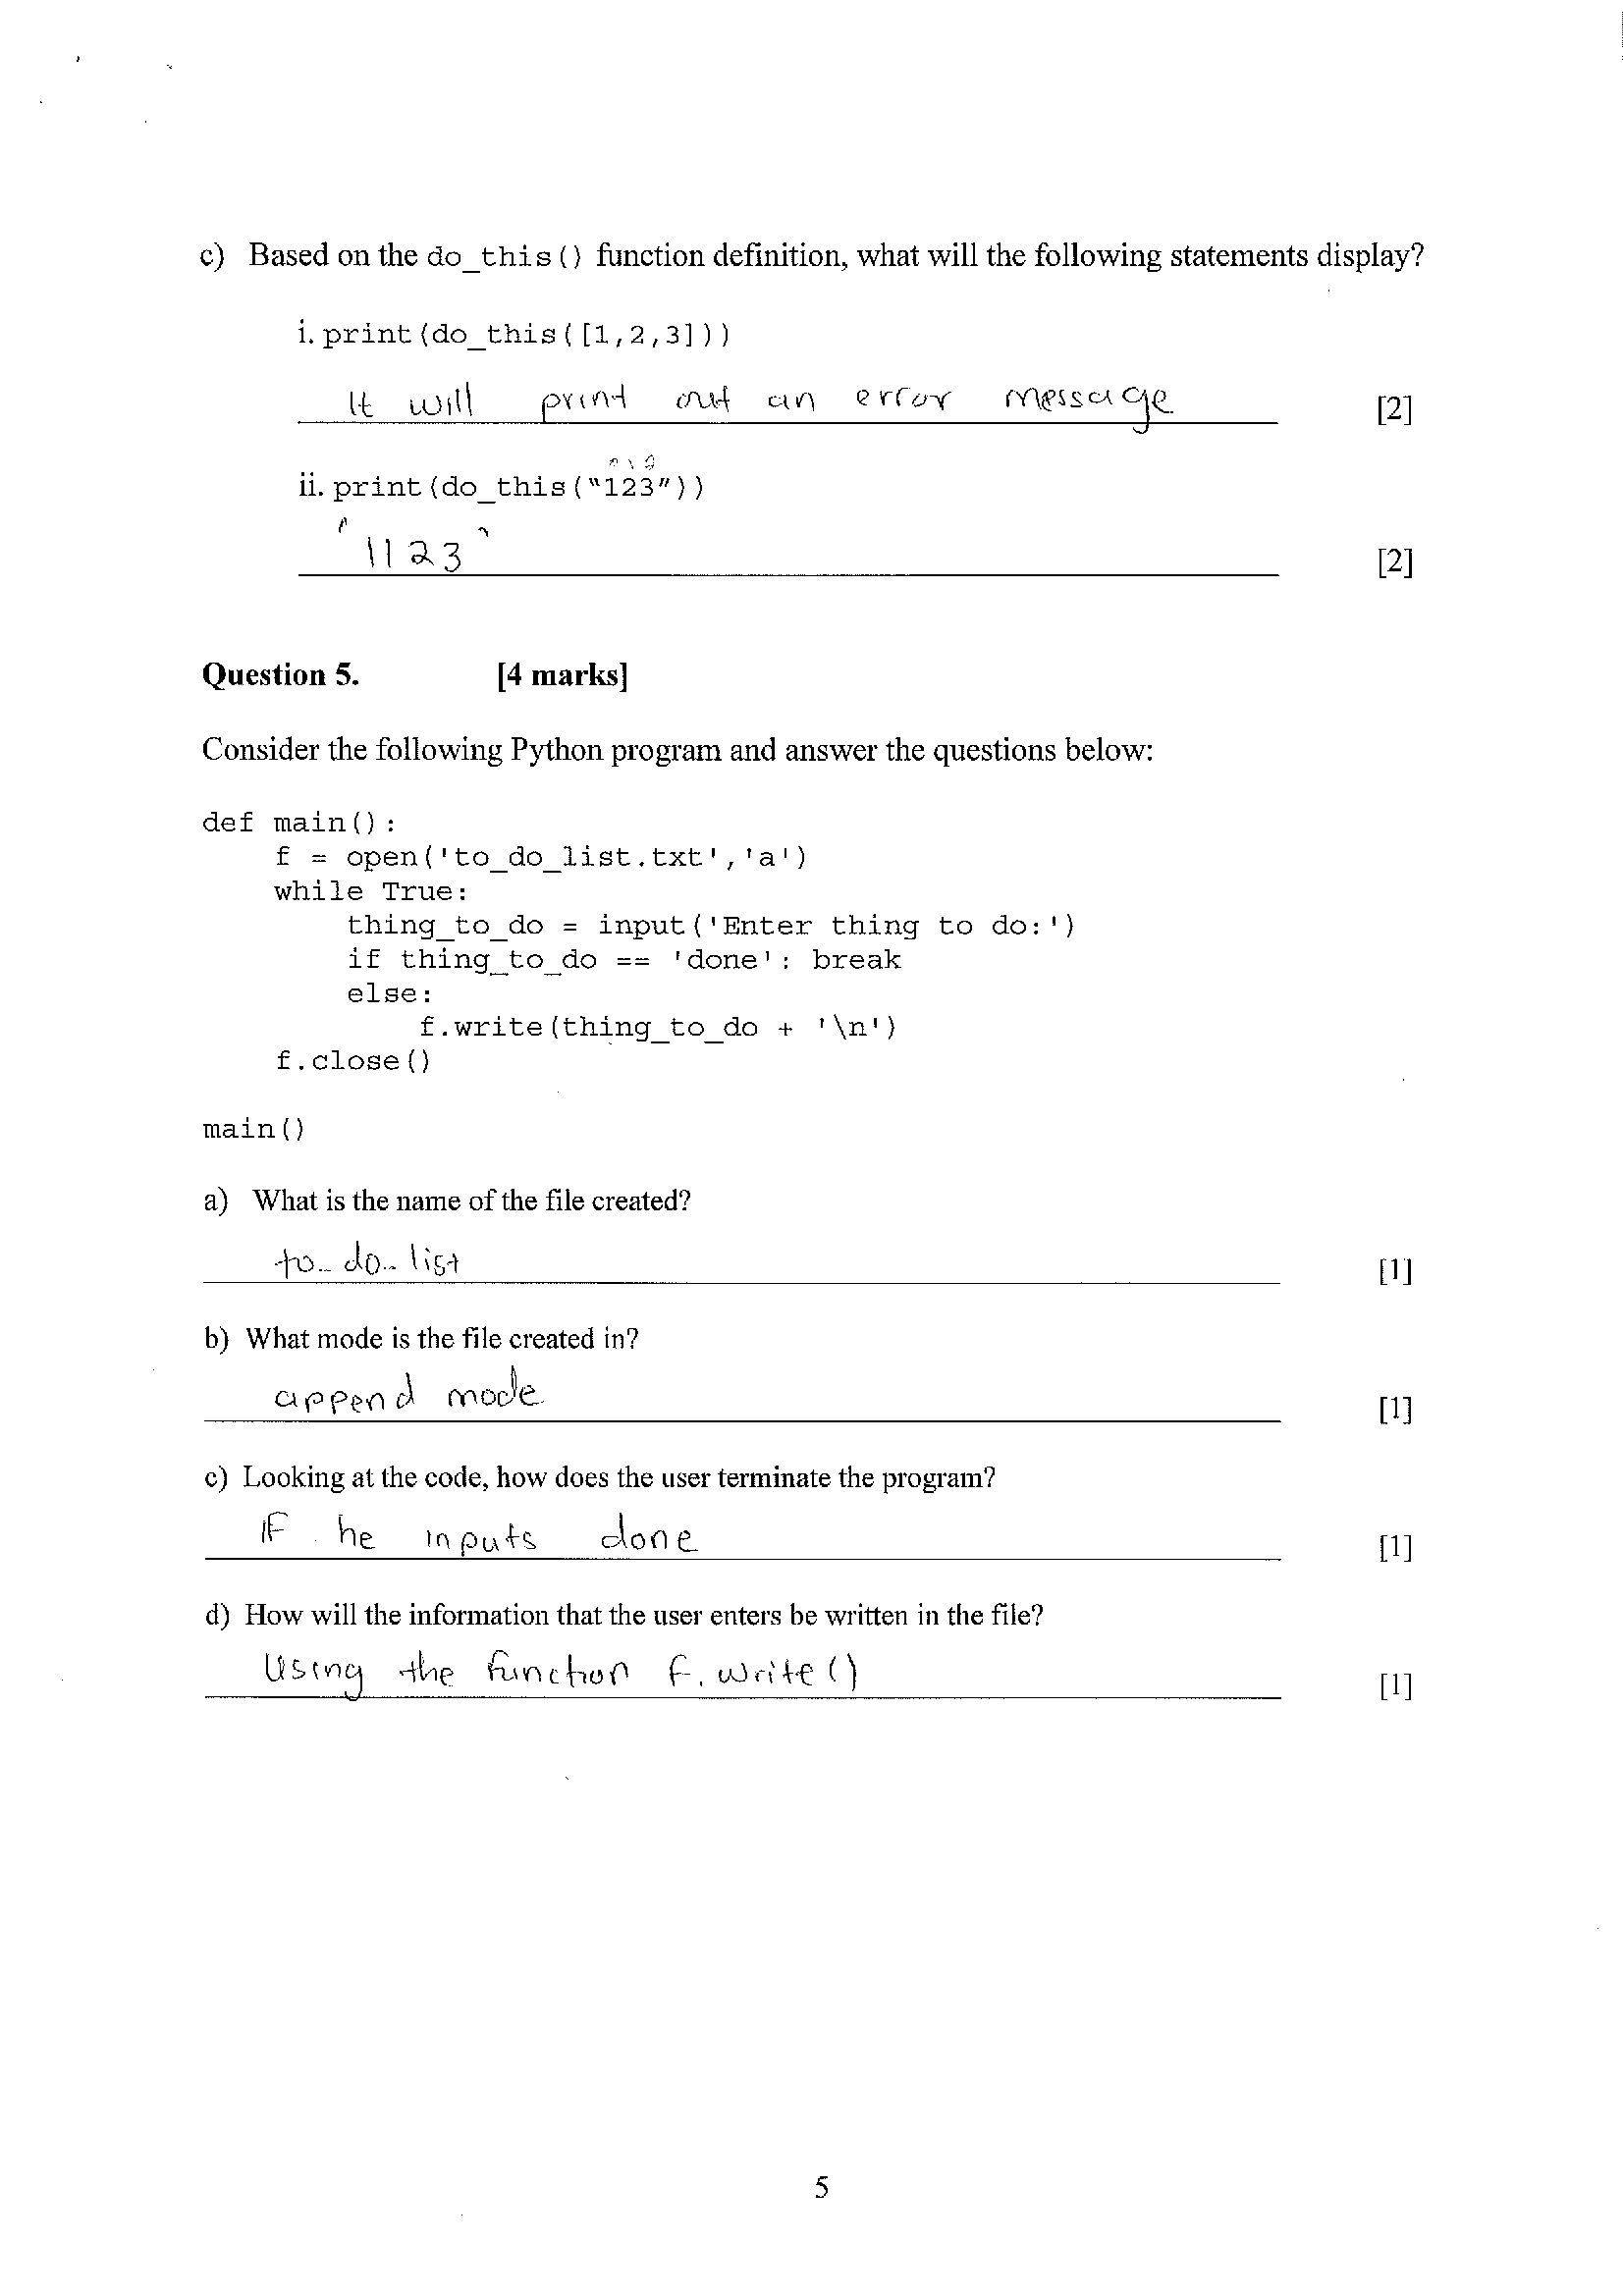 c) Based on the do_this() function definition, what will the following statements display?
i. print(do_this([1,2,3]))
It will print out an error message [2]
ii. print(do_this("123"))
"1123" [2]
Question 5. [4 marks]
Consider the following Python program and answer the questions below:
def main():
    f = open('to_do_list.txt','a')
    while True:
        thing_to_do = input('Enter thing to do:')
        if thing_to_do == 'done': break
        else:
            f.write(thing_to_do + '\n')
    f.close()
main()
a) What is the name of the file created?
to_do_list [1]
b) What mode is the file created in?
append mode [1]
c) Looking at the code, how does the user terminate the program?
IF he inputs done [1]
d) How will the information that the user enters be written in the file?
Using the function f.write() [1]
5